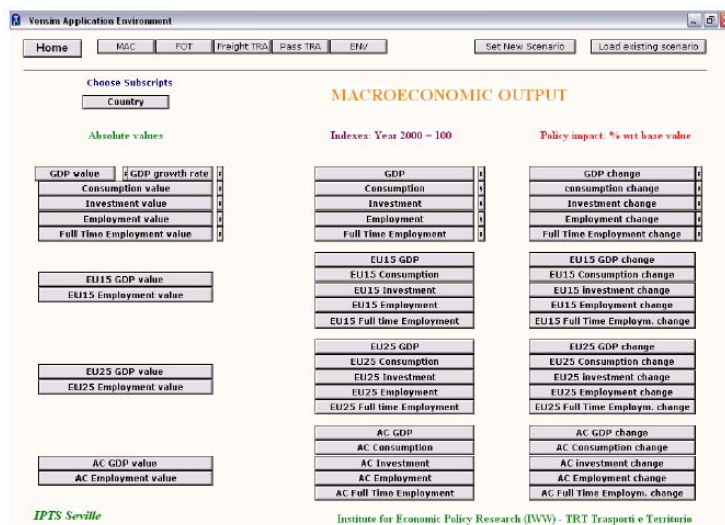 Vensim Application Environment
Home MAC FOT Freight TRA Pass TRA ENV Set New Scenario Load existing scenario
Choose Subscripts
Country
MACROECONOMIC OUTPUT
Absolute values Indexes: Year 2000 = 100 Policy impact: % wrt base value
GDP value s GDP growth rate s GDP s GDP change s
Consumption value s Consumption s consumption change s
Investment value s Investment s Investment change s
Employment value s Employment s Employment change s
Full Time Employment value s Full Time Employment s Full Time Employment change s
EU15 GDP EU15 GDP change
EU15 GDP value EU15 Consumption EU15 Consumption change
EU15 Employment value EU15 Investment EU15 investment change
EU15 Employment EU15 Employment change
EU15 Full time Employment EU15 Full Time Employm. change
EU25 GDP EU25 GDP change
EU25 Consumption EU25 Consumption change
EU25 GDP value EU25 Investment EU25 investment change
EU25 Employment value EU25 Employment EU25 Employment change
EU25 Full time Employment EU25 Full Time Employm. change
AC GDP AC GDP change
AC Consumption AC Consumption change
AC GDP value AC Investment AC investment change
AC Employment value AC Employment AC Employment change
AC Full Time Employment AC Full Time Employm. change
IPTS Seville Institute for Economic Policy Research (IWW) - TRT Trasporti e Territorio